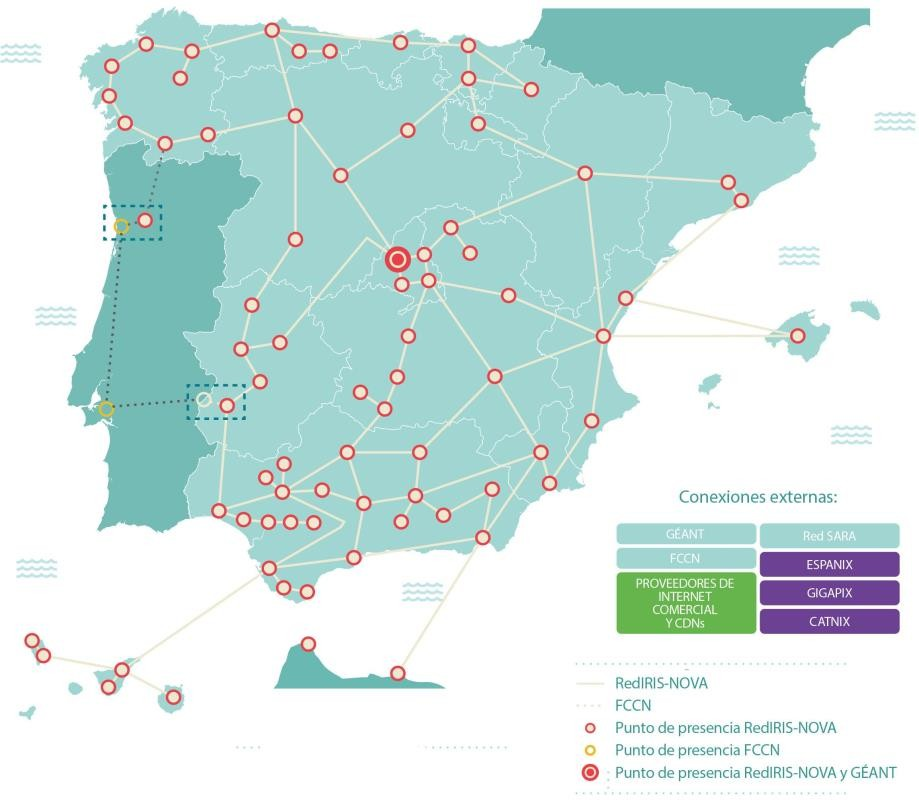 Conexiones externas:
GÉANT
Red SARA
FCCN
ESPANIX
PROVEEDORES DE
INTERNET
COMERCIAL
Y CDNs
GIGAPIX
CATNIX
RedIRIS-NOVA
FCCN
Punto de presencia RedIRIS-NOVA
Punto de presencia FCCN
Punto de presencia RedIRIS-NOVA y GÉANT